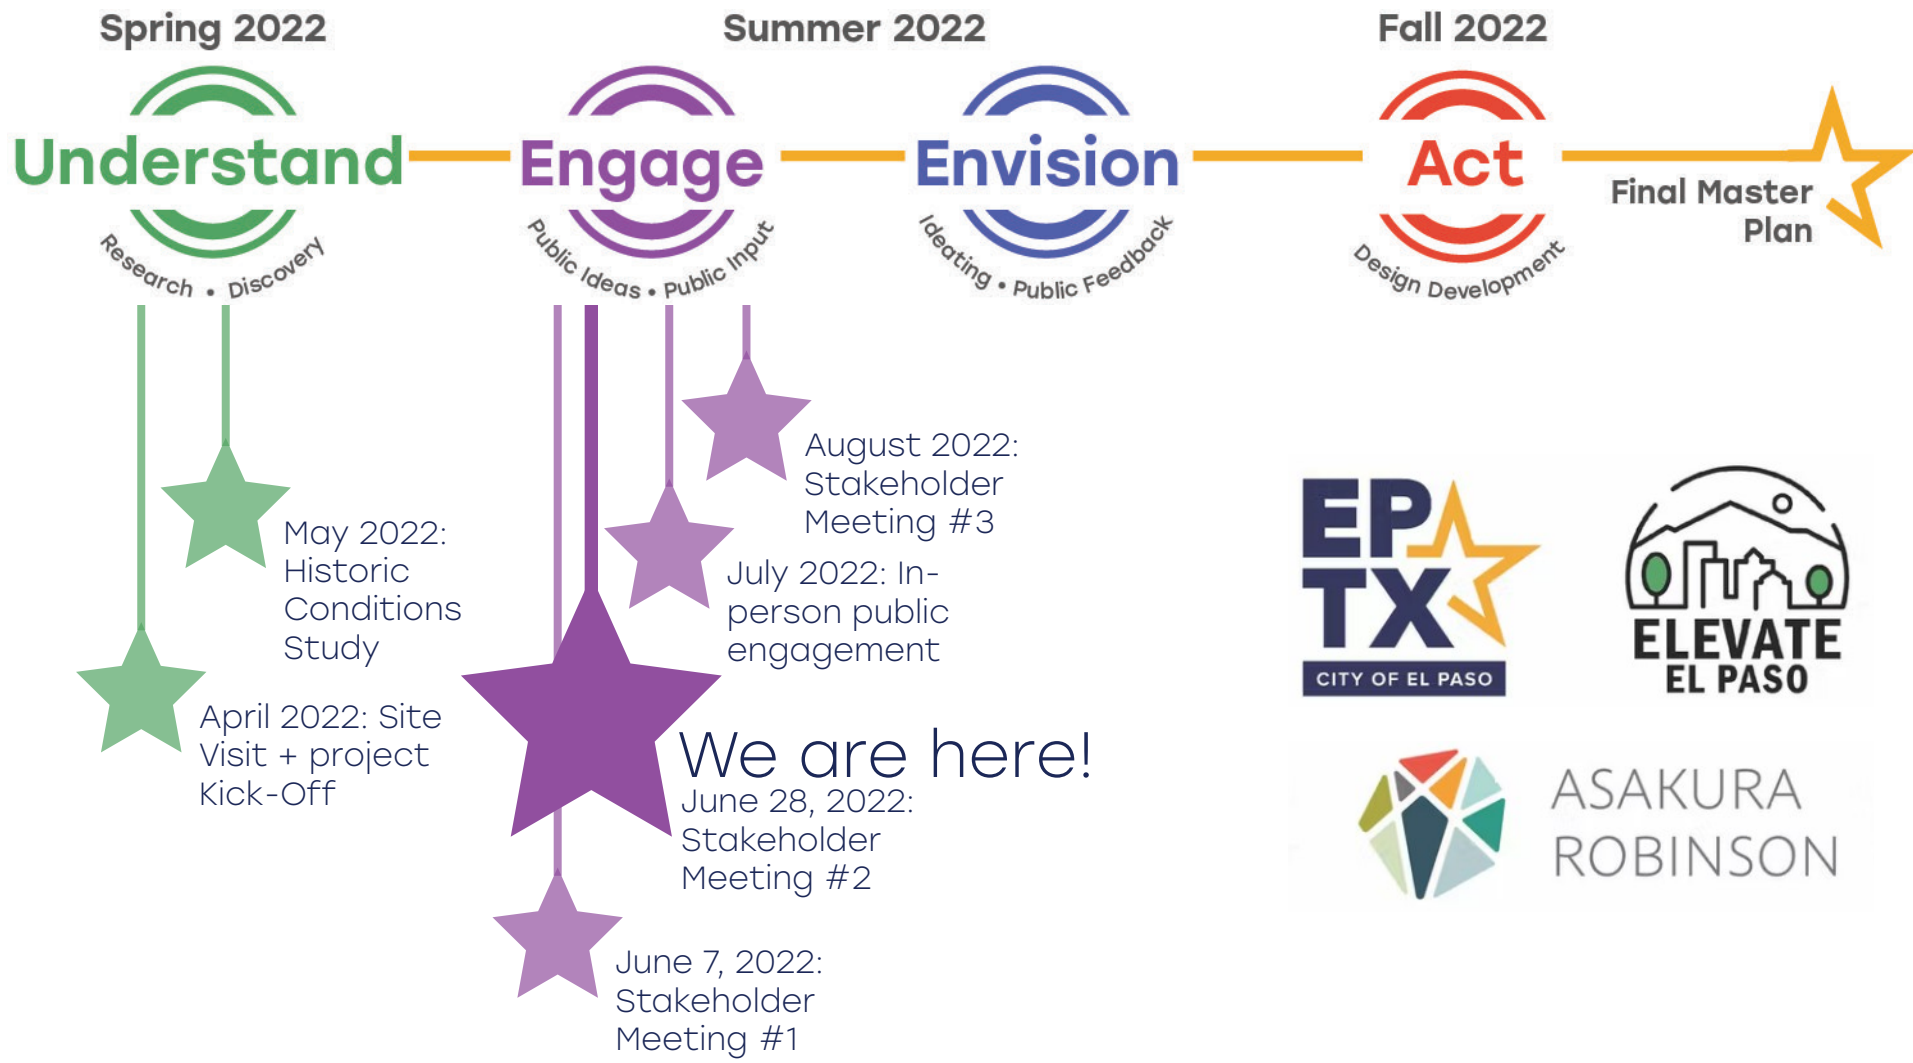 Spring 2022
Summer 2022
Fall 2022
Understand
Engage
Envision
Act
Final Master
Plan
Research • Discovery
Public Ideas • Public Input
Ideating • Public Feedback
Design Development
August 2022:
Stakeholder
Meeting #3
May 2022:
Historic
Conditions
Study
July 2022: In-
person public
engagement
April 2022: Site
Visit + project
Kick-Off
We are here!
June 28, 2022:
Stakeholder
Meeting #2
June 7, 2022:
Stakeholder
Meeting #1
EP
TX
CITY OF EL PASO
ELEVATE
EL PASO
ASAKURA
ROBINSON